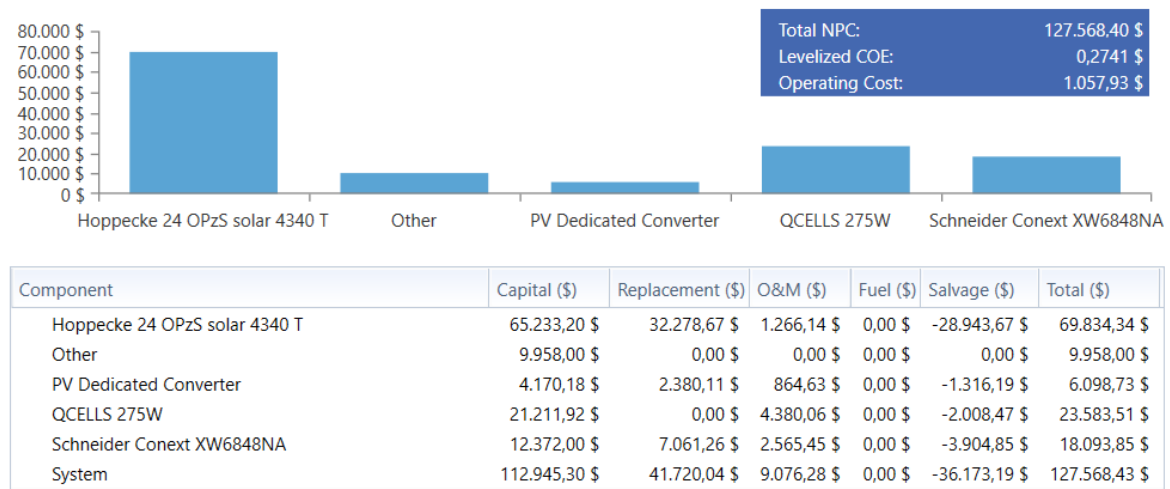 80.000 $
70.000 $
60.000 $
50.000 $
40.000 $
30.000 $
20.000 $
10.000 $
0 $
Total NPC: 127.568,40 $
Levelized COE: 0,2741 $
Operating Cost: 1.057,93 $
Hoppecke 24 OPzS solar 4340 T Other PV Dedicated Converter QCELLS 275W Schneider Conext XW6848NA
Component Capital ($) Replacement ($) O&M ($) Fuel ($) Salvage ($) Total ($)
Hoppecke 24 OPzS solar 4340 T 65.233,20 $ 32.278,67 $ 1.266,14 $ 0,00 $ -28.943,67 $ 69.834,34 $
Other 9.958,00 $ 0,00 $ 0,00 $ 0,00 $ 0,00 $ 9.958,00 $
PV Dedicated Converter 4.170,18 $ 2.380,11 $ 864,63 $ 0,00 $ -1.316,19 $ 6.098,73 $
QCELLS 275W 21.211,92 $ 0,00 $ 4.380,06 $ 0,00 $ -2.008,47 $ 23.583,51 $
Schneider Conext XW6848NA 12.372,00 $ 7.061,26 $ 2.565,45 $ 0,00 $ -3.904,85 $ 18.093,85 $
System 112.945,30 $ 41.720,04 $ 9.076,28 $ 0,00 $ -36.173,19 $ 127.568,43 $